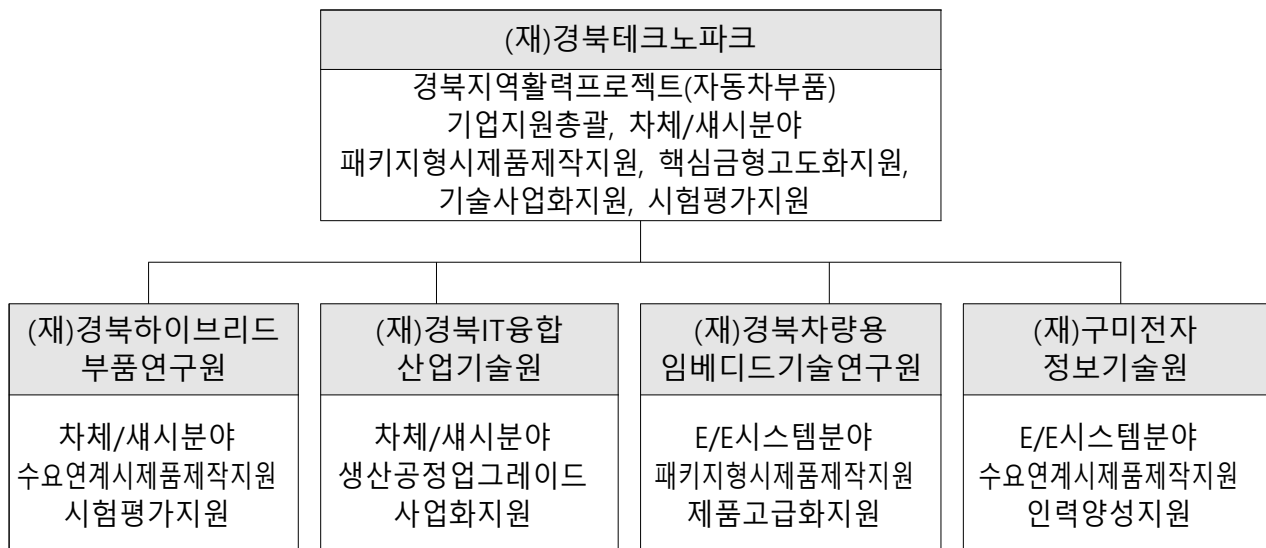 (재)경북테크노파크
경북지역활력프로젝트(자동차부품)
기업지원총괄, 차체/섀시분야
패키지형시제품제작지원, 핵심금형고도화지원,
기술사업화지원, 시험평가지원
(재)경북하이브리드
부품연구원
차체/섀시분야
수요연계시제품제작지원
시험평가지원
(재)경북IT융합
산업기술원
차체/섀시분야
생산공정업그레이드
사업화지원
(재)경북차량용
임베디드기술연구원
E/E시스템분야
패키지형시제품제작지원
제품고급화지원
(재)구미전자
정보기술원
E/E시스템분야
수요연계시제품제작지원
인력양성지원